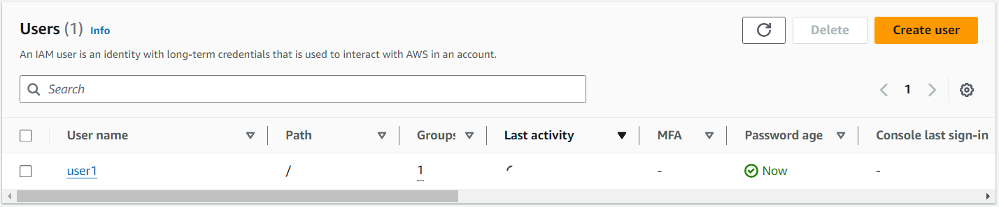 Users (1) Info
Delete
Create user
An IAM user is an identity with long-term credentials that is used to interact with AWS in an account.
Search
1
User name Path Groups Last activity MFA Password age Console last sign-in
user1 / 1 - Now -